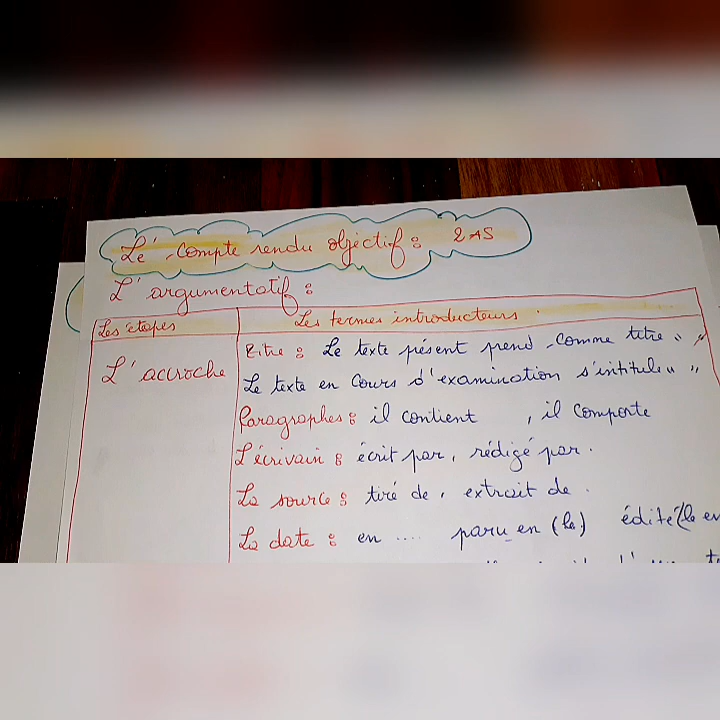 Le compte rendu objectif : 2 AS
L'argumentatif :
Les étapes
Les termes introducteurs
L'accroche
Titre : Le texte présent prend comme titre " "
Le texte en cours d'examination s'intitule " "
Paragraphes : il contient , il comporte
L'écrivain : écrit par, rédigé par.
La source : tiré de, extrait de.
La date : en .... paru en (le) édité (le en